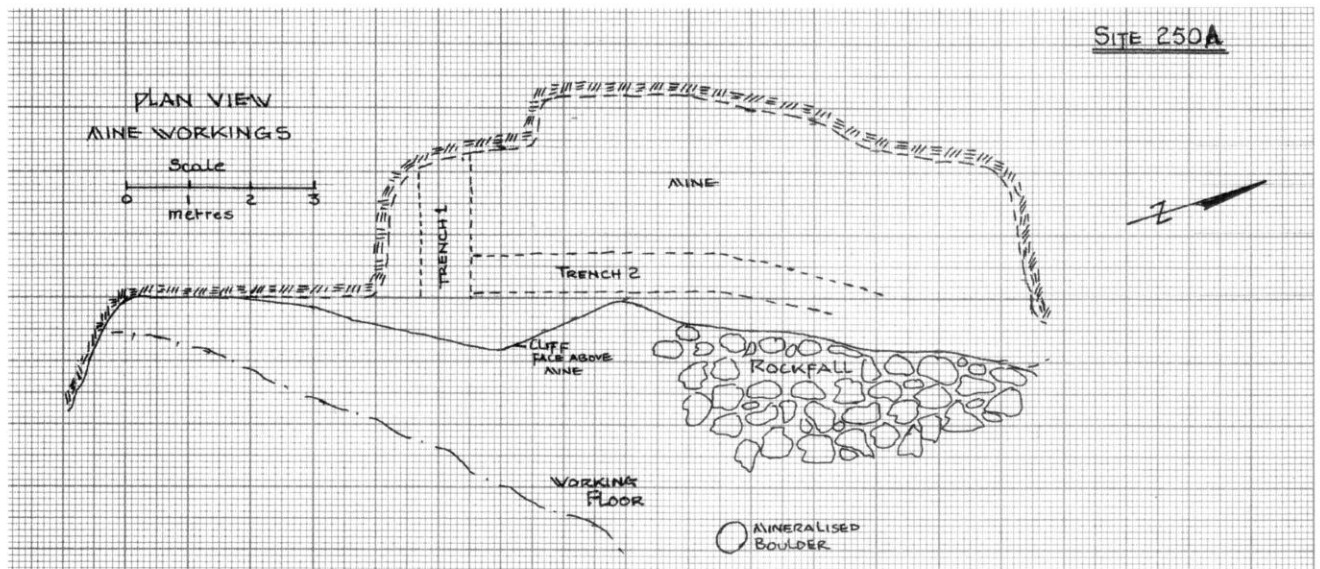 SITE 250A
PLAN VIEW
MINE WORKINGS
Scale
0 1 2 3
metres
MINE
N
TRENCH 1
TRENCH 2
CLIFF
FACE ABOVE
MINE
ROCKFALL
WORKING
FLOOR
MINERALISED
BOULDER